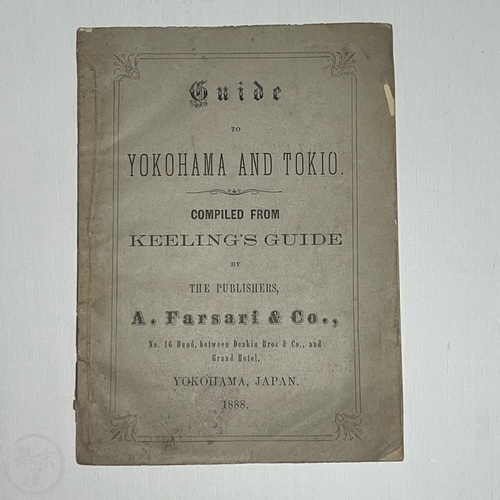 Guide
TO
YOKOHAMA AND TOKIO.
COMPILED FROM
KEELING'S GUIDE
BY
THE PUBLISHERS,
A. Farsari & Co.,
No. 16 Bund, between Deakin Bros & Co., and
Grand Hotel.
YOKOHAMA, JAPAN.
1888.